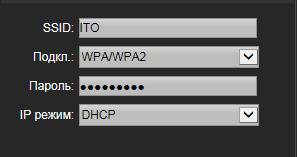 SSID: ITO
Подкл.: WPA/WPA2
Пароль: •••••••••
IP режим: DHCP